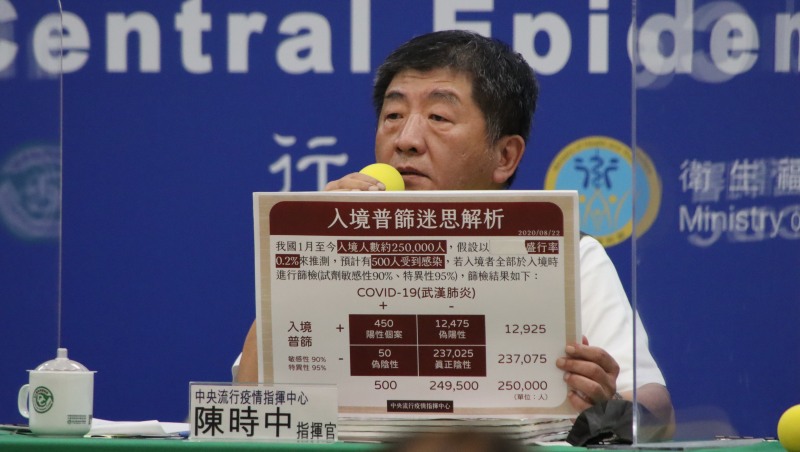 Central Epidem
行
衛生福
Ministry
入境普篩迷思解析
2020/08/22
我國1月至今入境人數約250,000人，假設以 盛行率
0.2%來推測，預計有500人受到感染，若入境者全部於入境時
進行篩檢(試劑敏感性90%、特異性95%)，篩檢結果如下：
COVID-19(武漢肺炎)
+ -
入境
普篩
敏感性 90%
特異性 95%
+ 450 12,475 12,925
陽性個案 偽陽性
- 50 237,025 237,075
偽陰性 真正陰性
500 249,500 250,000
(單位：人)
中央流行疫情指揮中心
中央流行疫情指揮中心
陳時中 指揮官